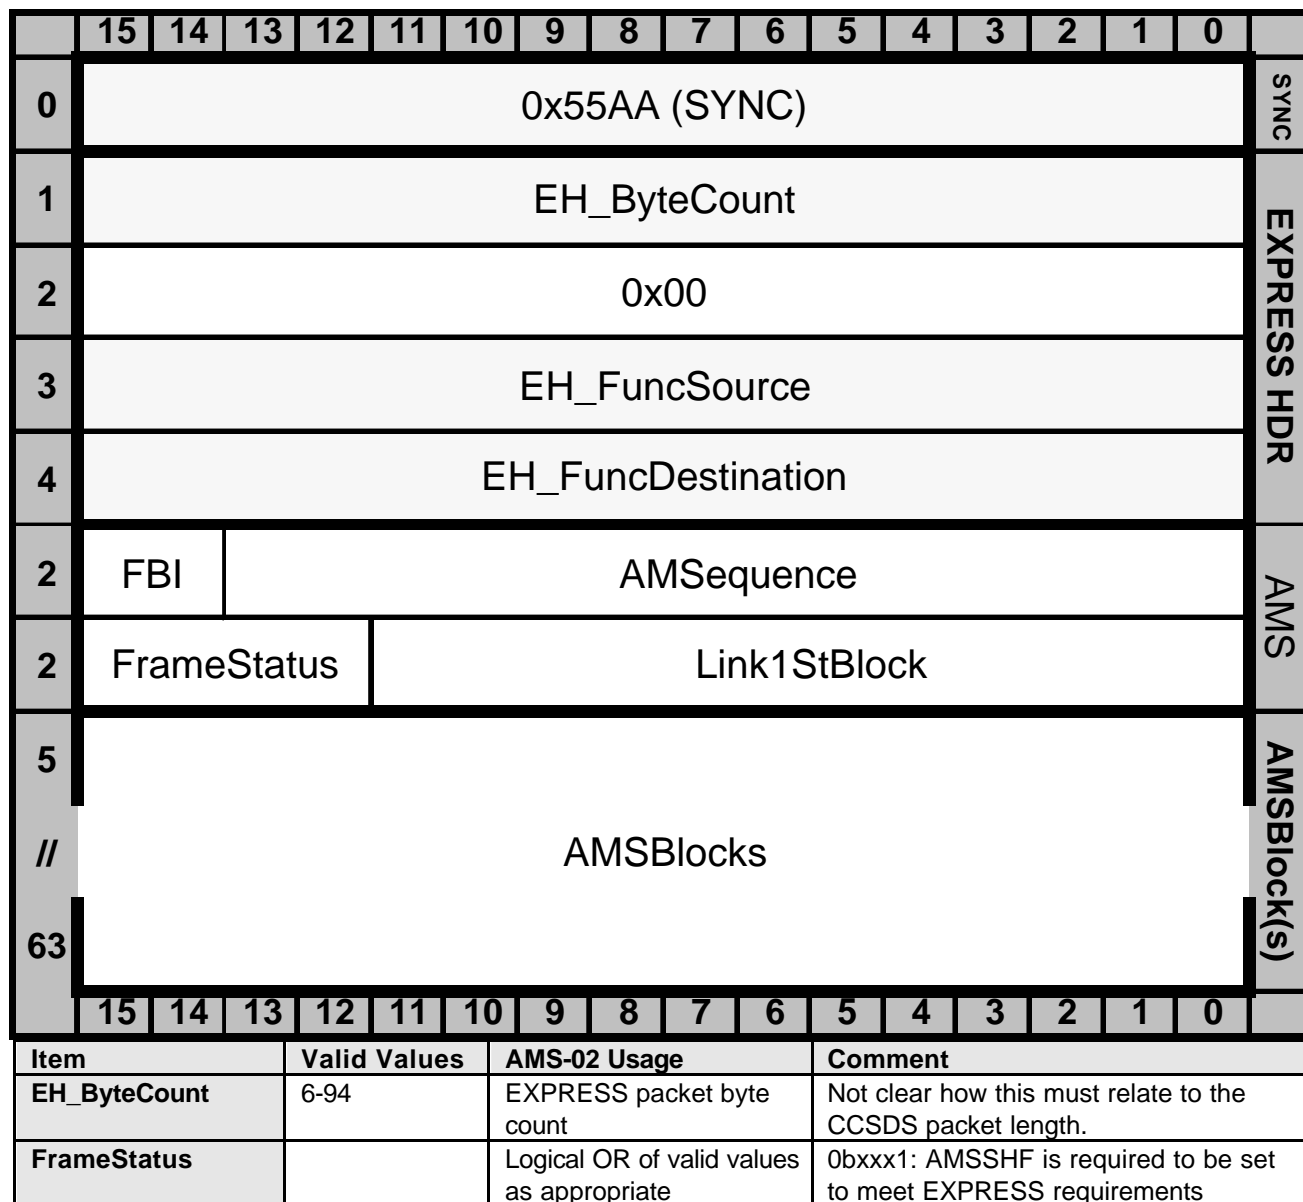 15 14 13 12 11 10 9 8 7 6 5 4 3 2 1 0
0 0x55AA (SYNC) SYNC
1 EH_ByteCount
EXPRESS HDR
2 0x00
3 EH_FuncSource
4 EH_FuncDestination
2 FBI AMSequence
AMS
2 FrameStatus Link1StBlock
5
AMSBlock(s)
// AMSBlocks
63
15 14 13 12 11 10 9 8 7 6 5 4 3 2 1 0
Item Valid Values AMS-02 Usage Comment
EH_ByteCount 6-94 EXPRESS packet byte Not clear how this must relate to the
count CCSDS packet length.
FrameStatus Logical OR of valid values 0bxxx1: AMSSHF is required to be set
as appropriate to meet EXPRESS requirements